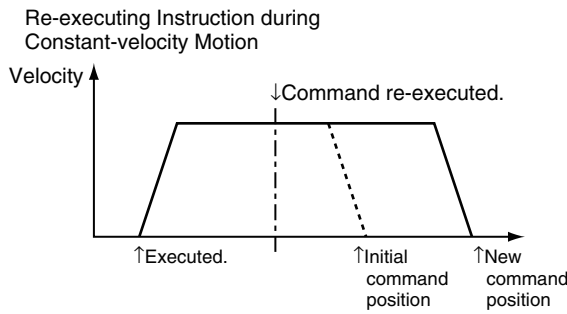 Re-executing Instruction during
Constant-velocity Motion
Velocity
↓Command re-executed.
↑Executed.
↑Initial
command
position
↑New
command
position